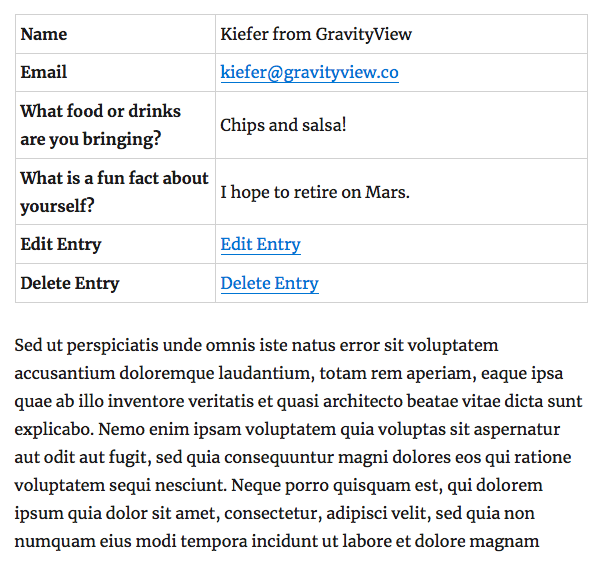 Name Kiefer from GravityView
Email kiefer@gravityview.co
What food or drinks
are you bringing?
Chips and salsa!
What is a fun fact about
yourself?
I hope to retire on Mars.
Edit Entry Edit Entry
Delete Entry Delete Entry
Sed ut perspiciatis unde omnis iste natus error sit voluptatem
accusantium doloremque laudantium, totam rem aperiam, eaque ipsa
quae ab illo inventore veritatis et quasi architecto beatae vitae dicta sunt
explicabo. Nemo enim ipsam voluptatem quia voluptas sit aspernatur
aut odit aut fugit, sed quia consequuntur magni dolores eos qui ratione
voluptatem sequi nesciunt. Neque porro quisquam est, qui dolorem
ipsum quia dolor sit amet, consectetur, adipisci velit, sed quia non
numquam eius modi tempora incidunt ut labore et dolore magnam